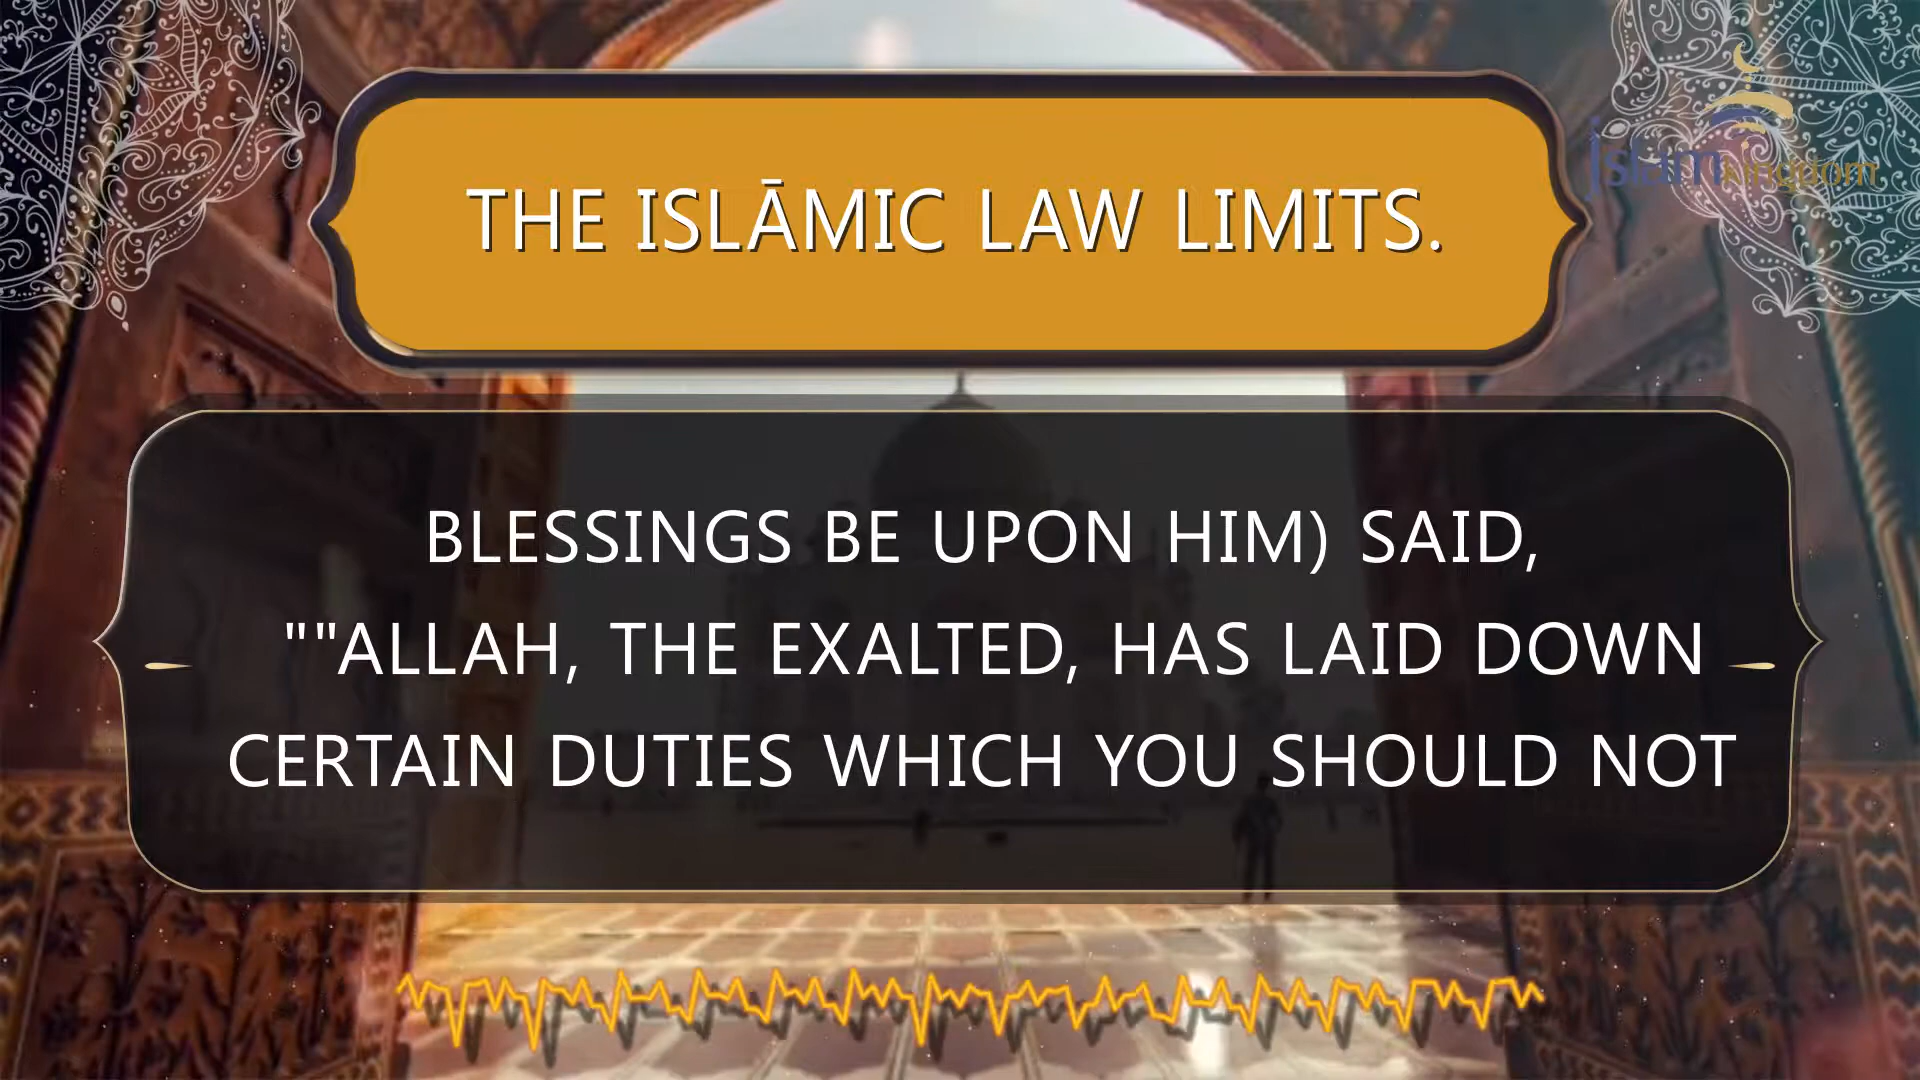 THE ISLĀMIC LAW LIMITS.
islamkingdom
BLESSINGS BE UPON HIM) SAID,
""ALLAH, THE EXALTED, HAS LAID DOWN
CERTAIN DUTIES WHICH YOU SHOULD NOT